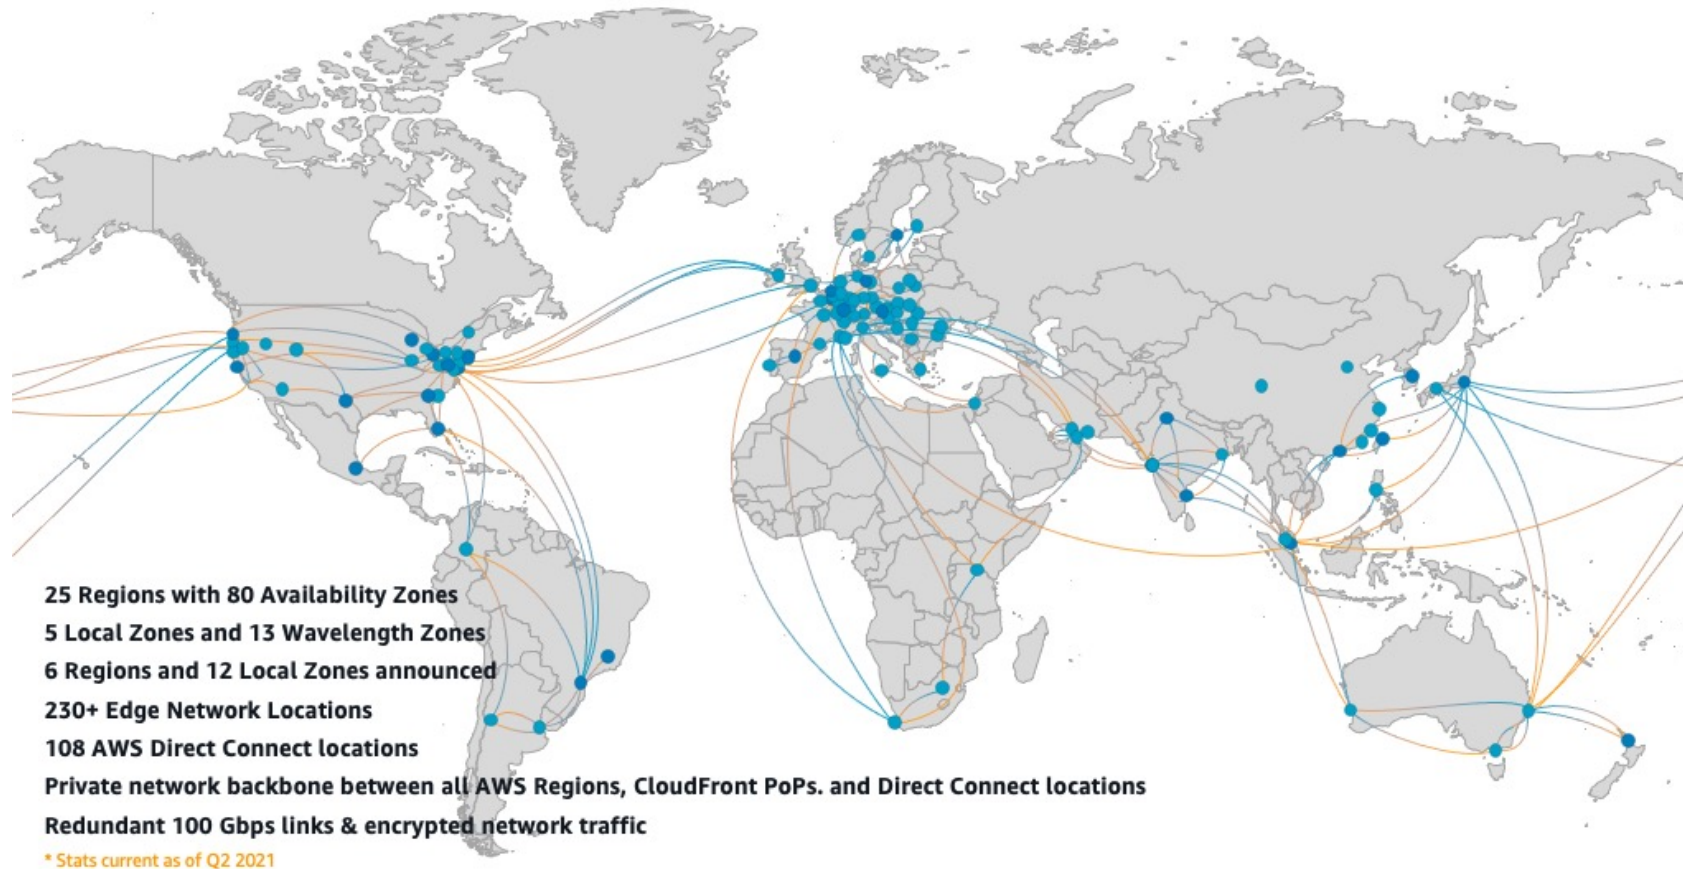 25 Regions with 80 Availability Zones
5 Local Zones and 13 Wavelength Zones
6 Regions and 12 Local Zones announced
230+ Edge Network Locations
108 AWS Direct Connect locations
Private network backbone between all AWS Regions, CloudFront PoPs. and Direct Connect locations
Redundant 100 Gbps links & encrypted network traffic
* Stats current as of Q2 2021